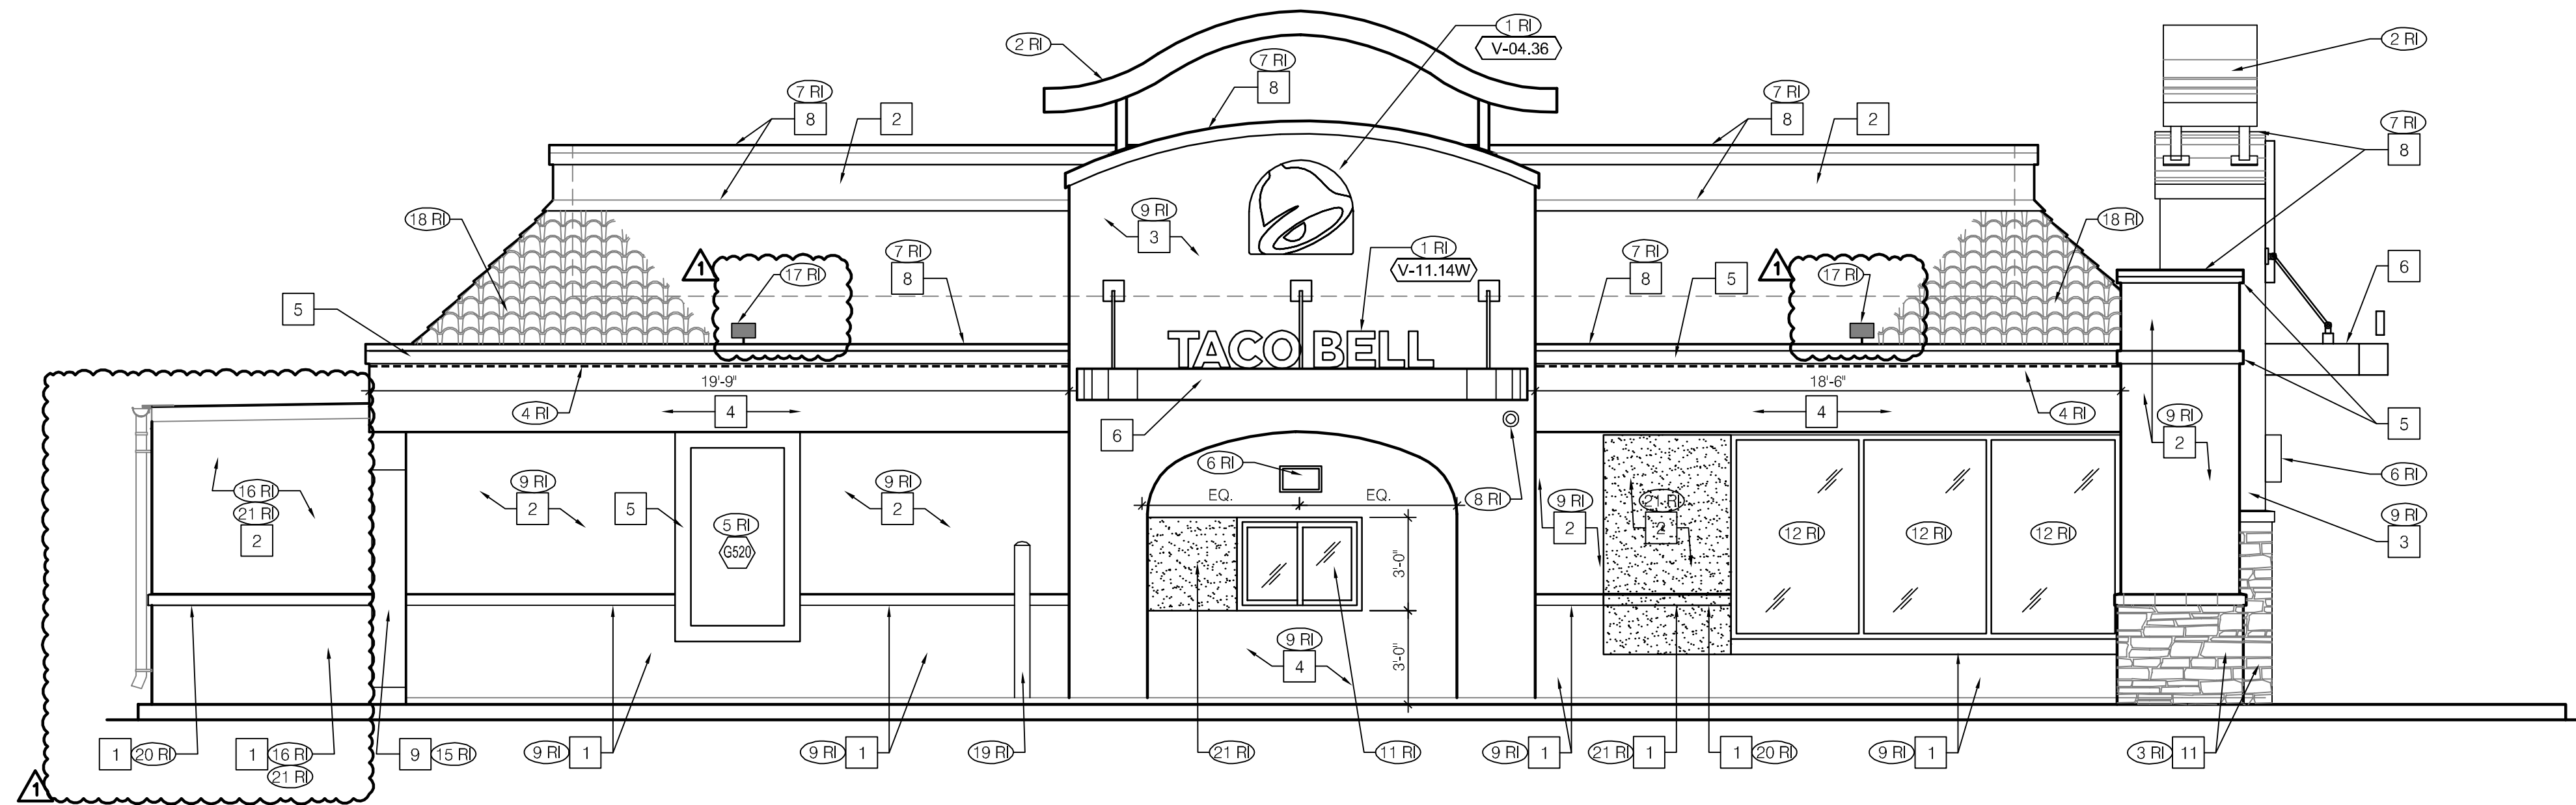 1 RI
V-04.36
2 RI
2 RI
7 RI
8
7 RI
8
2
7 RI
8
2
7 RI
8
18 RI
9 RI
3
18 RI
1 RI
V-11.14W
1
17 RI
7 RI
8
7 RI
8
5
1
17 RI
6
5
TACO BELL
19'-9"
18'-6"
4 RI
4
6
4
4 RI
9 RI
2
5
6 RI
6 RI
16 RI
21 RI
2
9 RI
2
5
5 RI
G520
9 RI
2
EQ.
EQ.
8 RI
9 RI
2
21 RI
2
12 RI
12 RI
12 RI
9 RI
3
3'-0"
9 RI
4
3'-0"
1
20 RI
1
16 RI
21 RI
9
15 RI
9 RI
1
9 RI
1
19 RI
21 RI
11 RI
9 RI
1
21 RI
1
1
20 RI
9 RI
1
3 RI
11
1